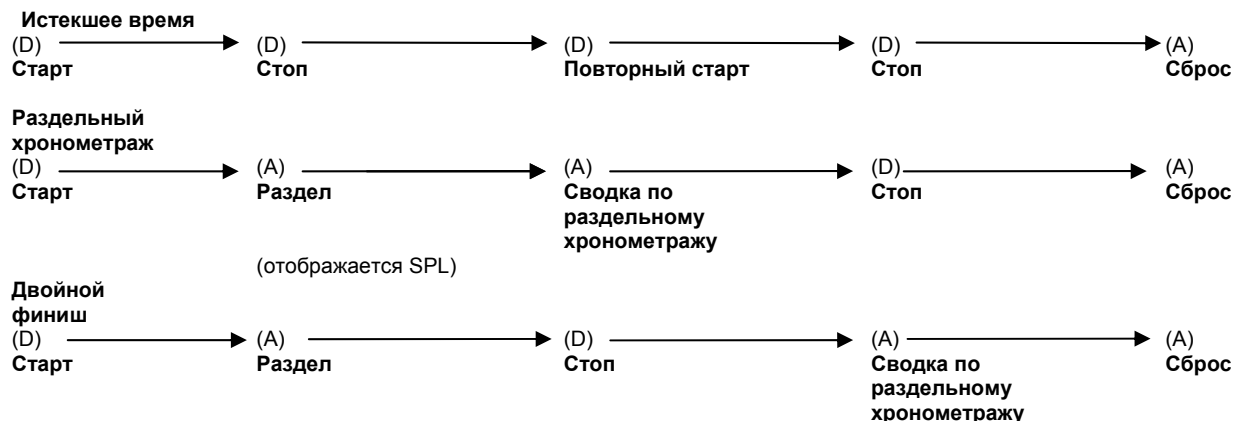 Истекшее время
(D) (D) (D) (D) (A)
Старт Стоп Повторный старт Стоп Сброс
Раздельный
хронометраж
(D) (A) (A) (D) (A)
Старт Раздел Сводка по Стоп Сброс
раздельному
хронометражу
(отображается SPL)
Двойной
финиш
(D) (A) (D) (A) (A)
Старт Раздел Стоп Сводка по Сброс
раздельному
хронометражу